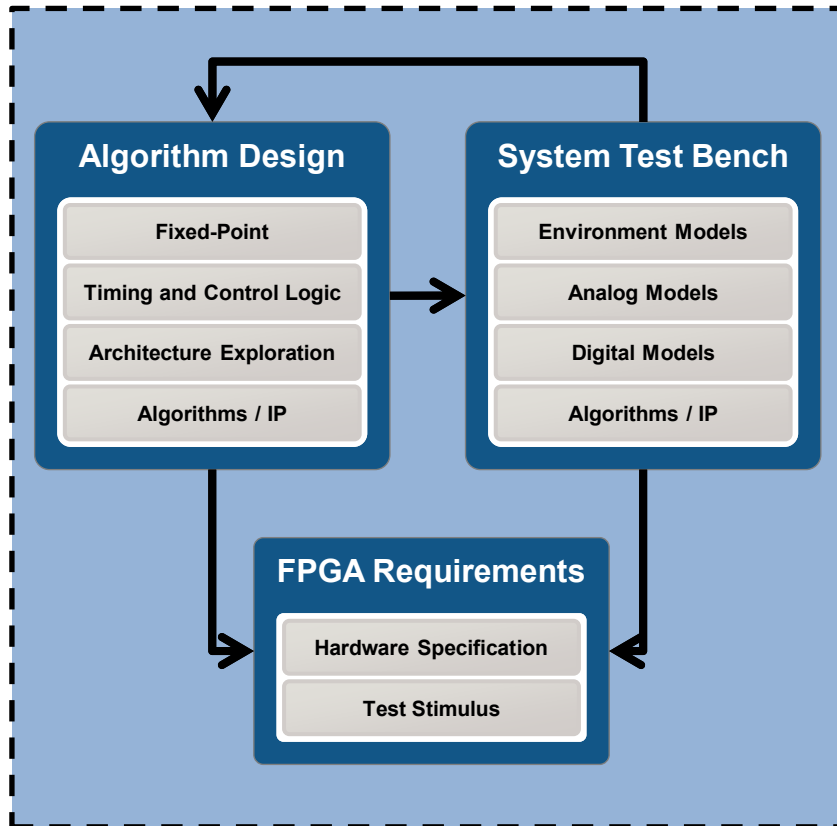 Algorithm Design
Fixed-Point
Timing and Control Logic
Architecture Exploration
Algorithms / IP
System Test Bench
Environment Models
Analog Models
Digital Models
Algorithms / IP
FPGA Requirements
Hardware Specification
Test Stimulus